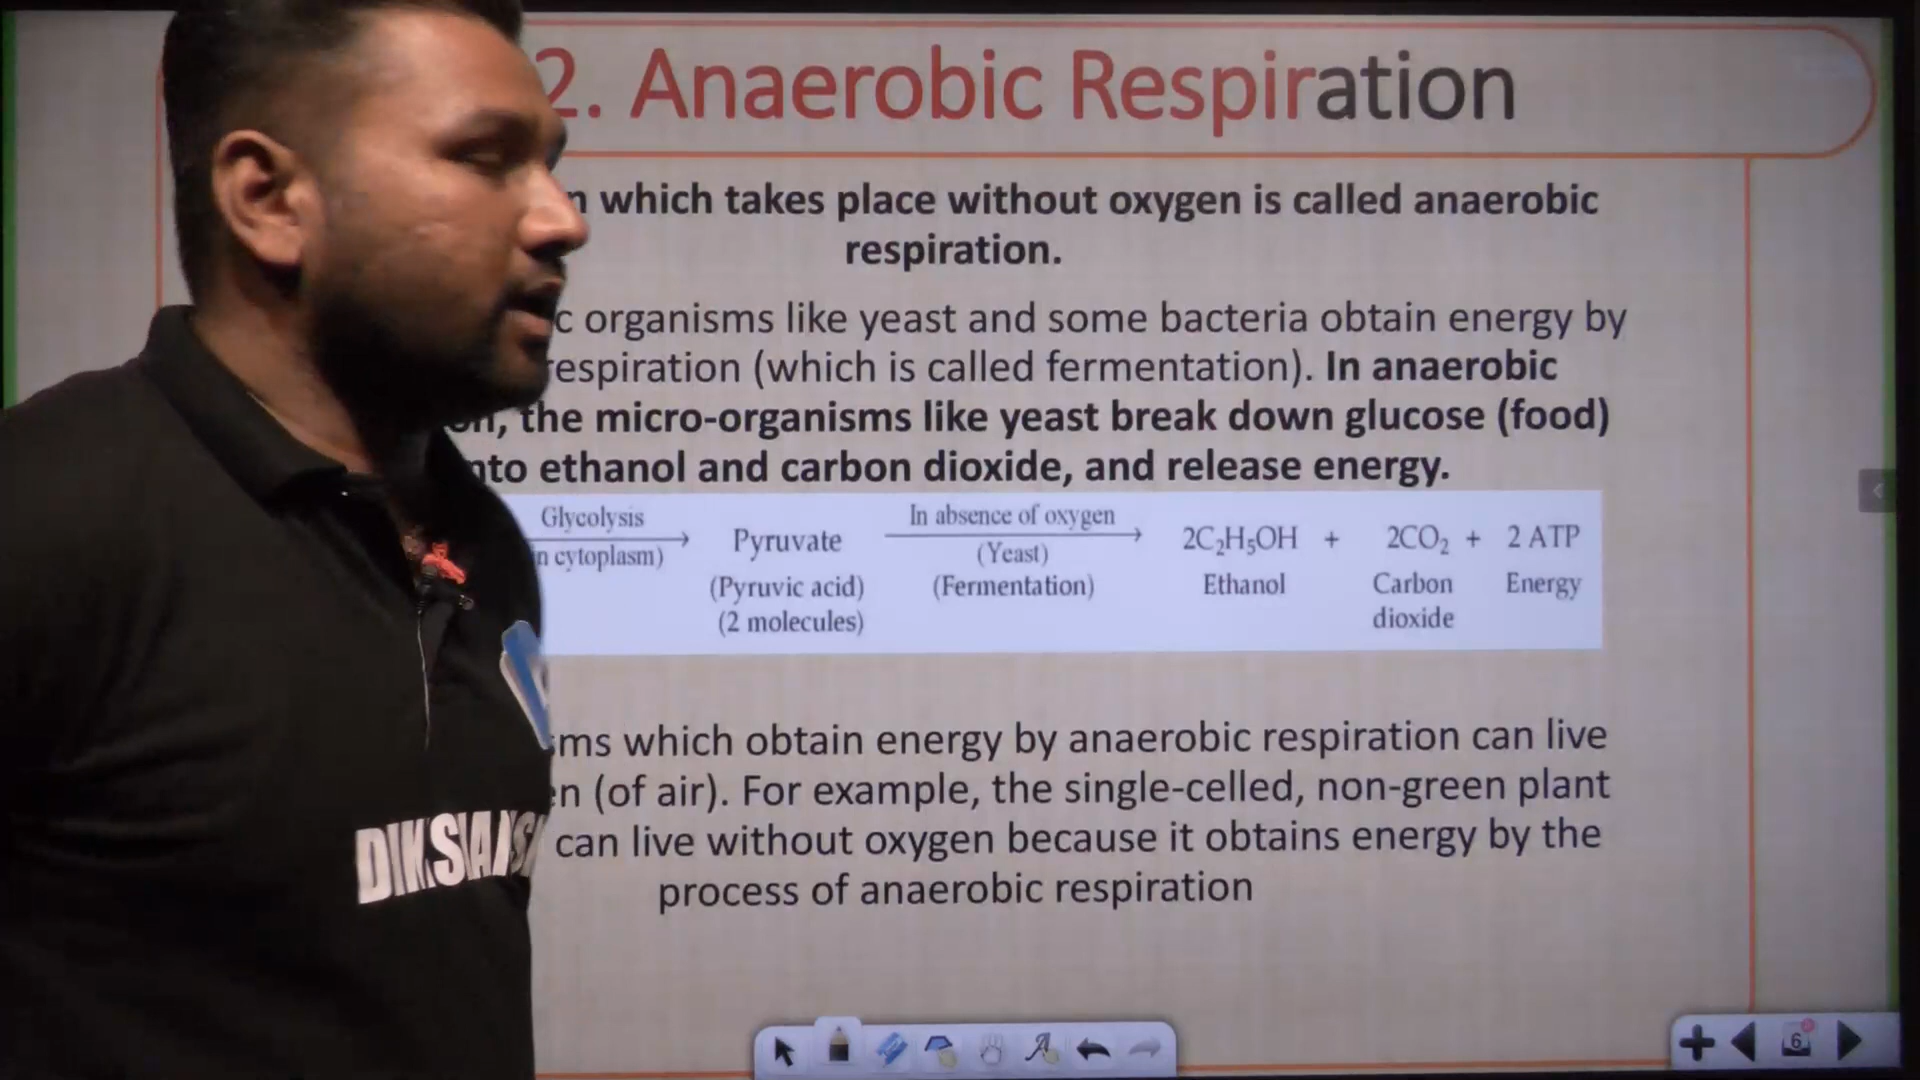 2. Anaerobic Respiration
which takes place without oxygen is called anaerobic
respiration.
organisms like yeast and some bacteria obtain energy by
respiration (which is called fermentation). In anaerobic
the micro-organisms like yeast break down glucose (food)
ethanol and carbon dioxide, and release energy.
Glycolysis
cytoplasm)
Pyruvate
(Pyruvic acid)
(2 molecules)
In absence of oxygen
(Yeast)
(Fermentation)
2C₂H₅OH + 2CO₂ + 2 ATP
Ethanol Carbon Energy
dioxide
which obtain energy by anaerobic respiration can live
(of air). For example, the single-celled, non-green plant
can live without oxygen because it obtains energy by the
process of anaerobic respiration
6